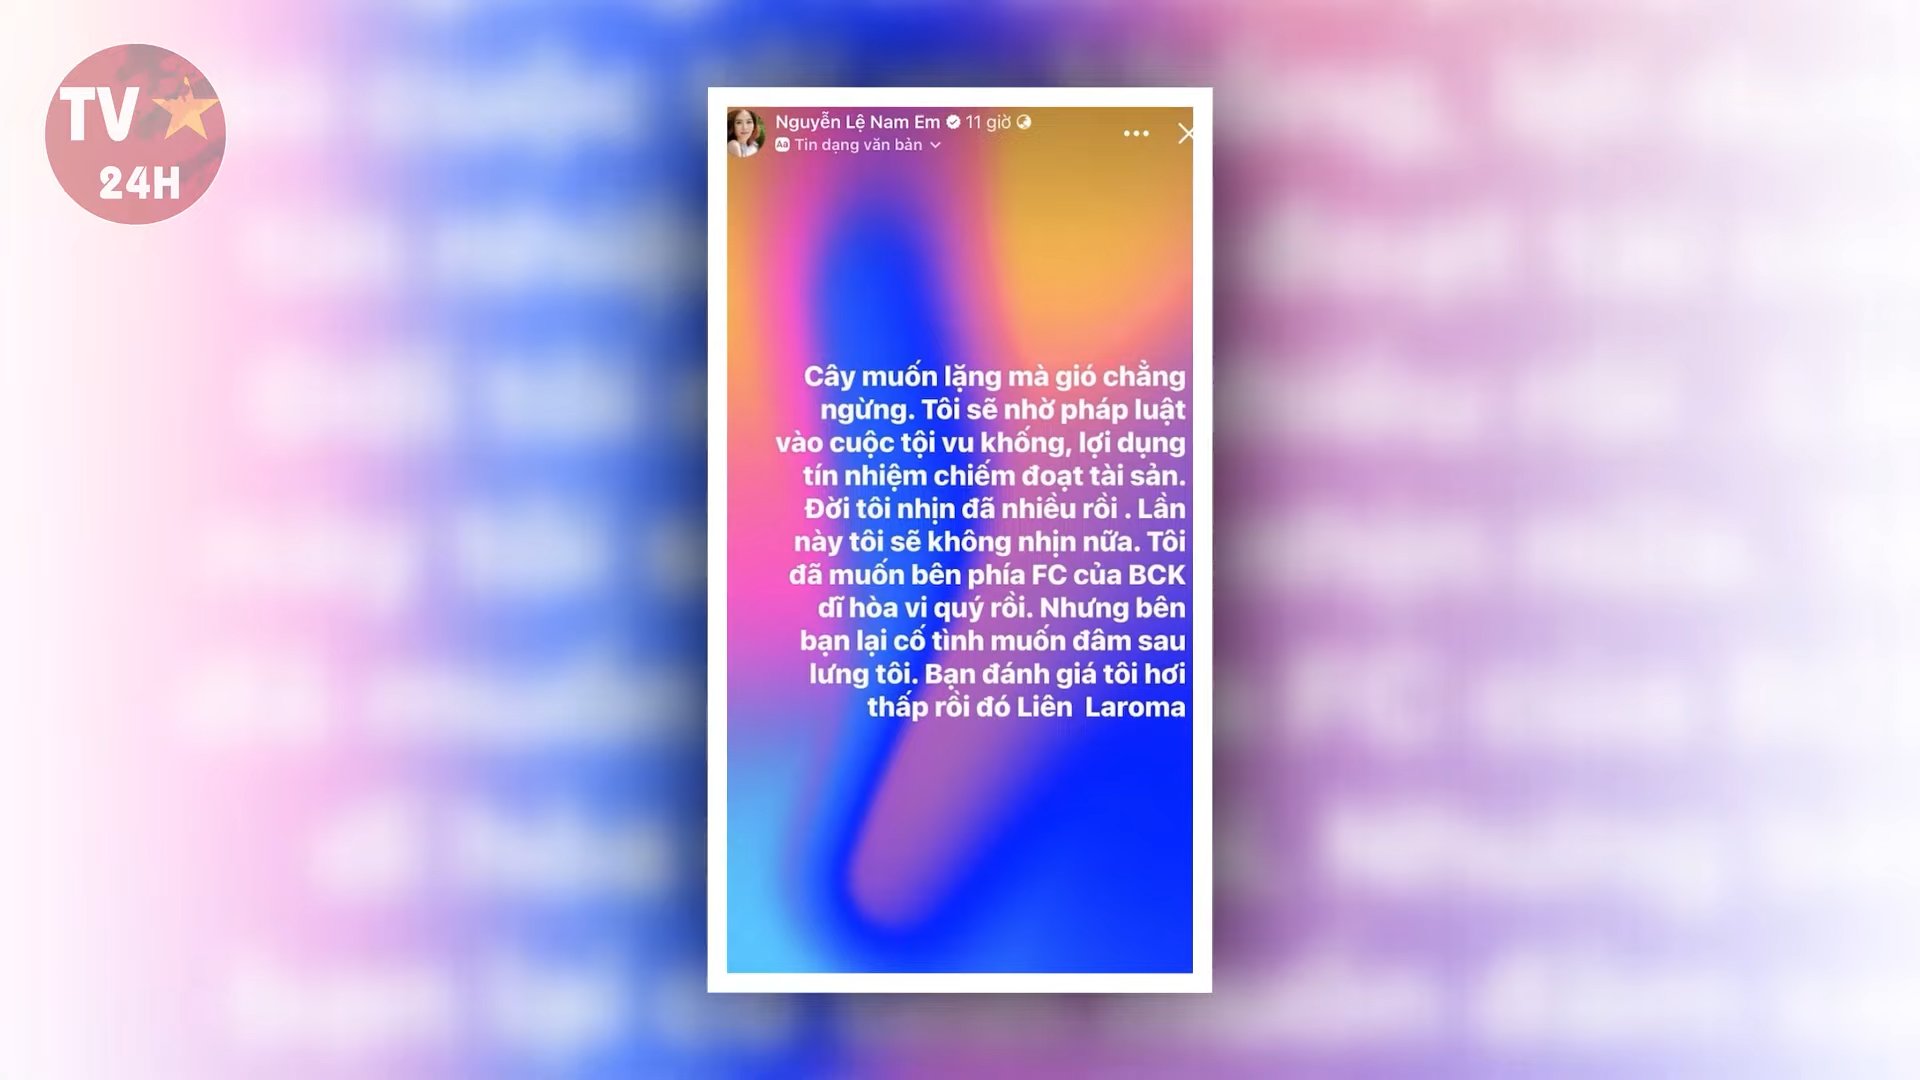 TV
24H
Nguyễn Lệ Nam Em 11 giờ
Aa Tin dạng văn bản
Cây muốn lặng mà gió chẳng
ngừng. Tôi sẽ nhờ pháp luật
vào cuộc tội vu khống, lợi dụng
tín nhiệm chiếm đoạt tài sản.
Đời tôi nhịn đã nhiều rồi . Lần
này tôi sẽ không nhịn nữa. Tôi
đã muốn bên phía FC của BCK
dĩ hòa vi quý rồi. Nhưng bên
bạn lại cố tình muốn đâm sau
lưng tôi. Bạn đánh giá tôi hơi
thấp rồi đó Liên Laroma